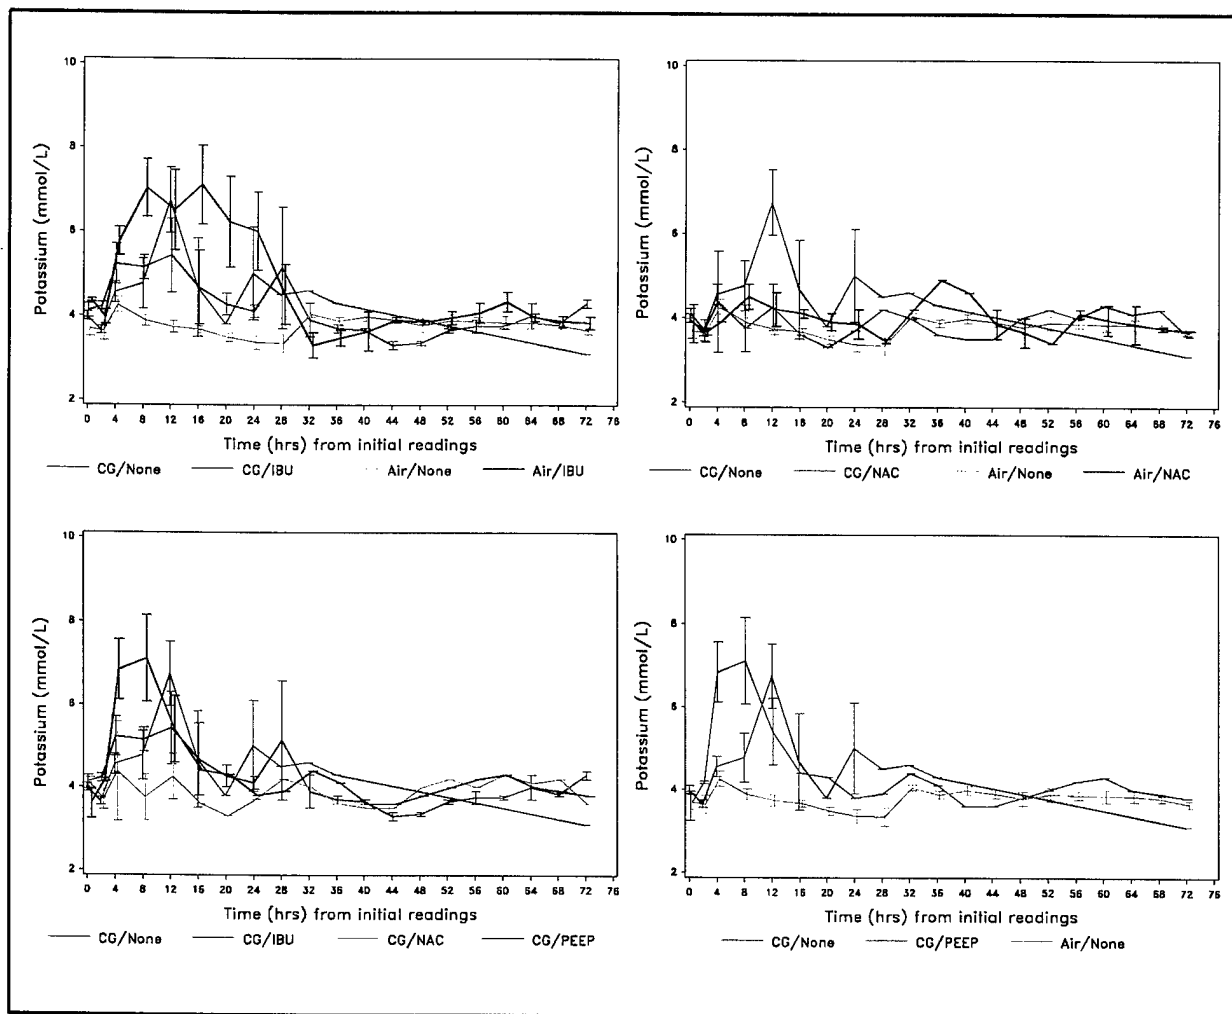 10
8
6
4
2
Potassium (mmol/L)
0 4 8 12 16 20 24 28 32 36 40 44 48 52 56 60 64 68 72 76
Time (hrs) from initial readings
CG/None CG/IBU Air/None Air/IBU
10
8
6
4
2
Potassium (mmol/L)
0 4 8 12 16 20 24 28 32 36 40 44 48 52 56 60 64 68 72 76
Time (hrs) from initial readings
CG/None CG/NAC Air/None Air/NAC
10
8
6
4
2
Potassium (mmol/L)
0 4 8 12 16 20 24 28 32 36 40 44 48 52 56 60 64 68 72 76
Time (hrs) from initial readings
CG/None CG/IBU CG/NAC CG/PEEP
10
8
6
4
2
Potassium (mmol/L)
0 4 8 12 16 20 24 28 32 36 40 44 48 52 56 60 64 68 72 76
Time (hrs) from initial readings
CG/None CG/PEEP Air/None